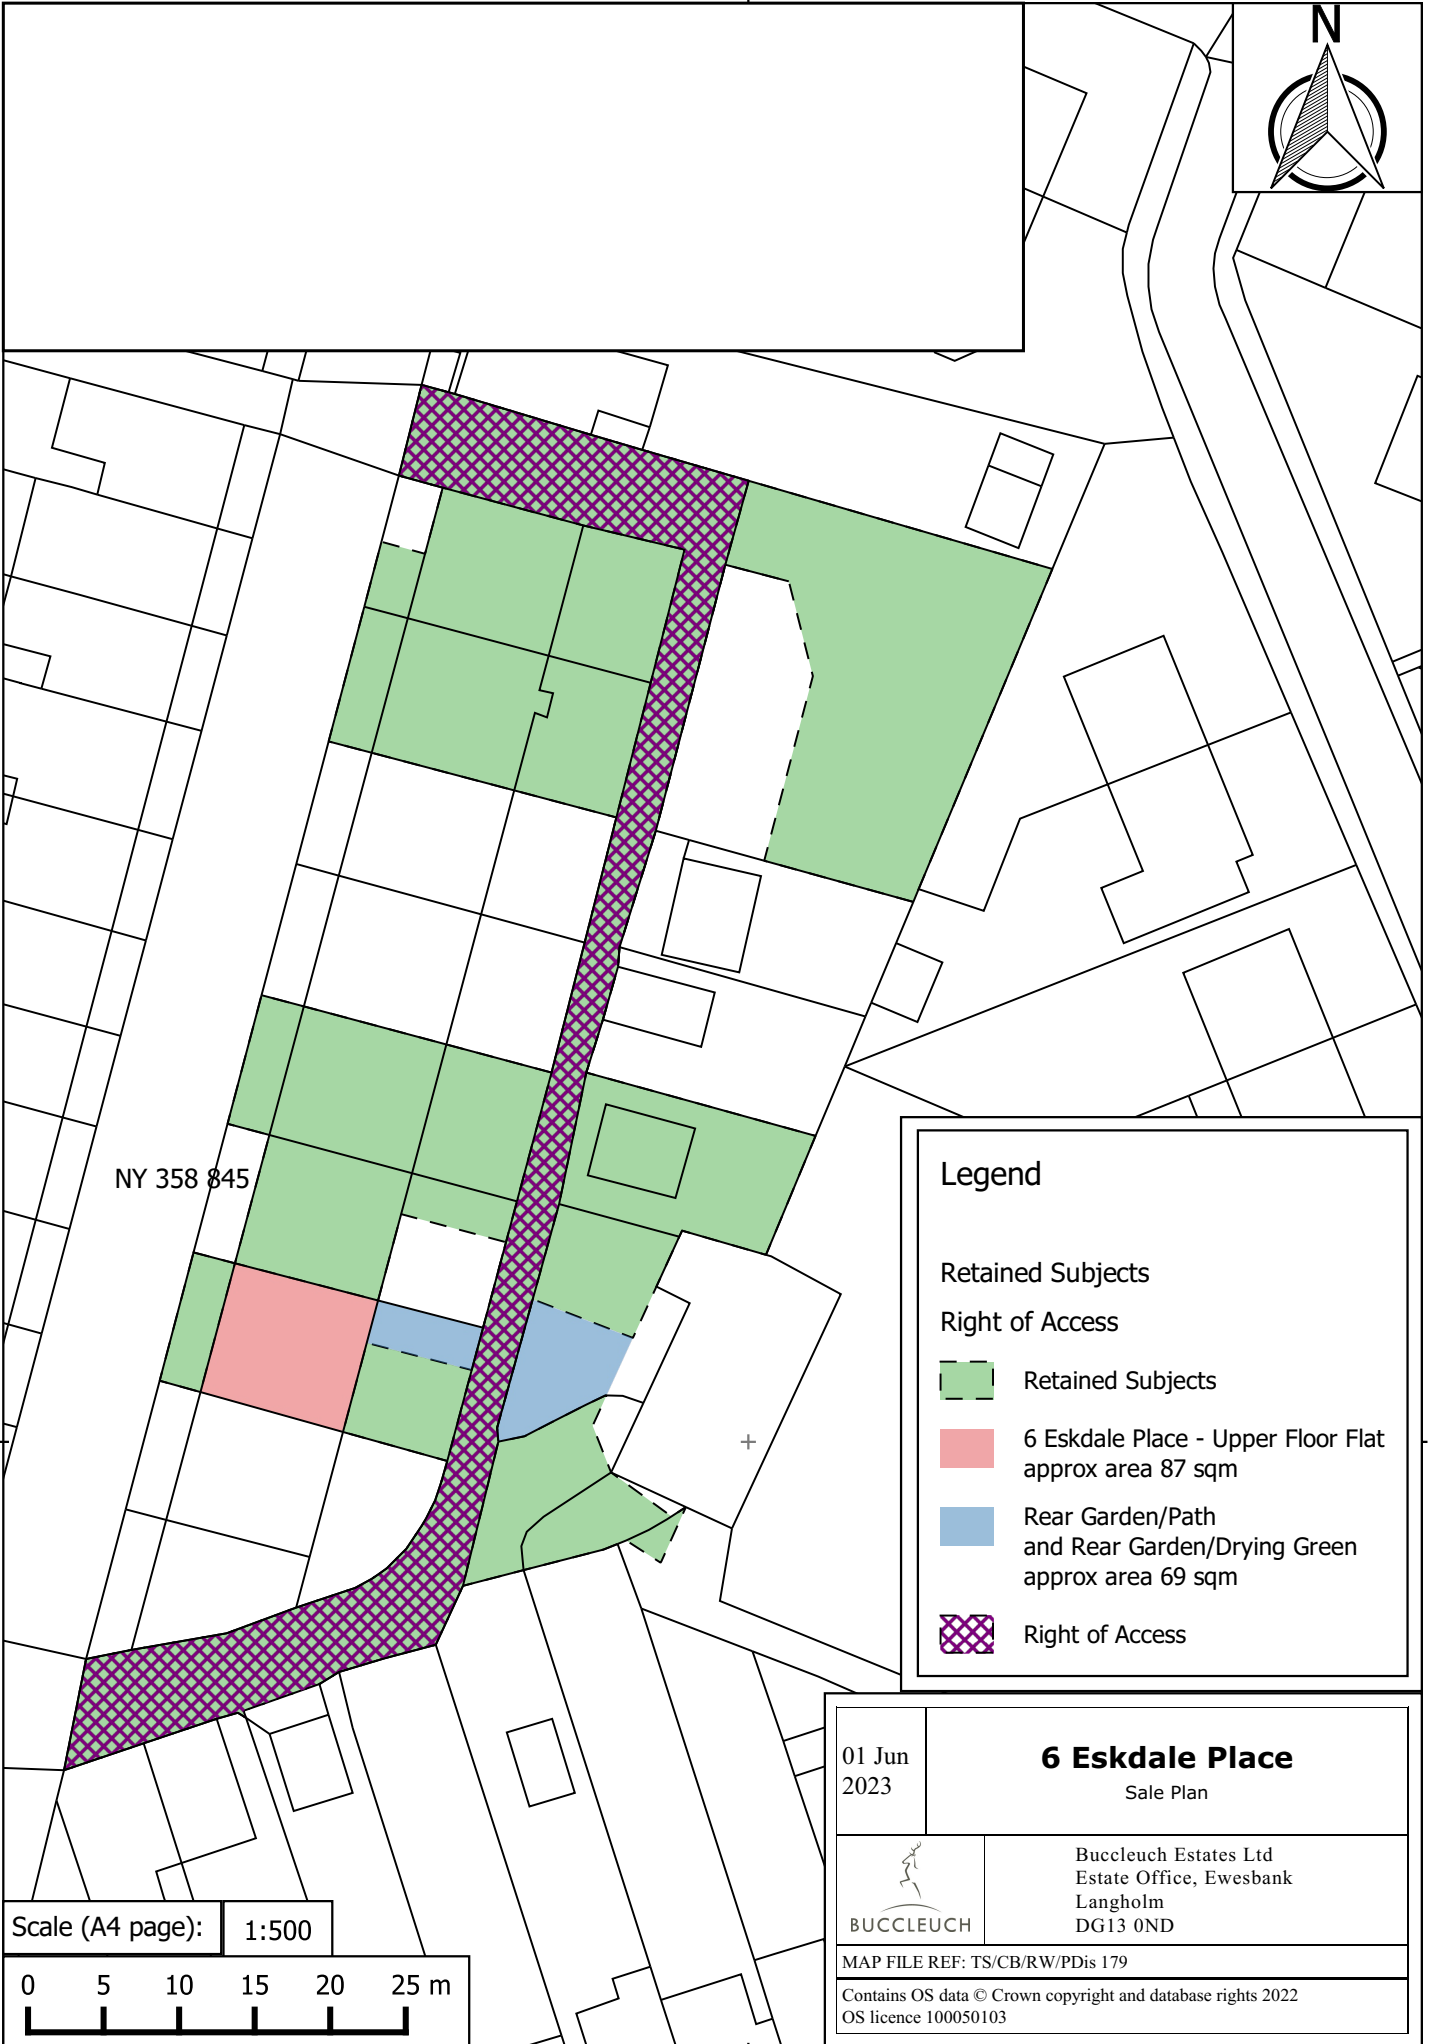 N
NY 358 845
Legend
Retained Subjects
Right of Access
Retained Subjects
6 Eskdale Place - Upper Floor Flat
approx area 87 sqm
Rear Garden/Path
and Rear Garden/Drying Green
approx area 69 sqm
Right of Access
01 Jun
2023
6 Eskdale Place
Sale Plan
BUCCLEUCH
Buccleuch Estates Ltd
Estate Office, Ewesbank
Langholm
DG13 0ND
MAP FILE REF: TS/CB/RW/PDis 179
Contains OS data © Crown copyright and database rights 2022
OS licence 100050103
Scale (A4 page): 1:500
0 5 10 15 20 25 m